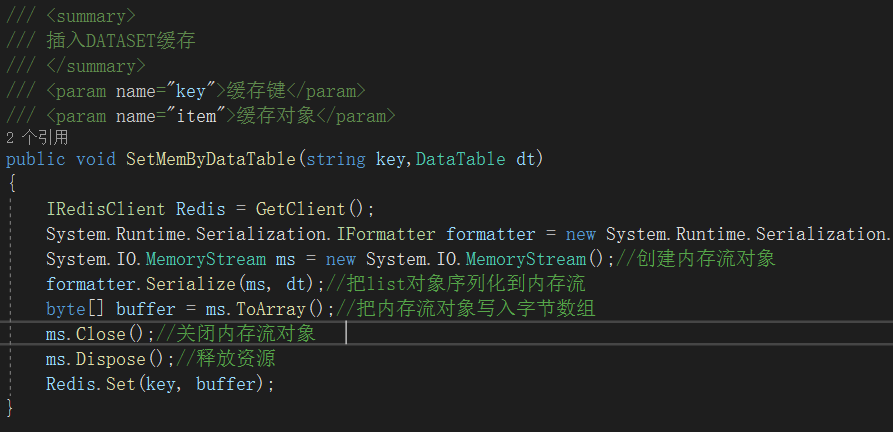 /// <summary>
/// 插入DATASET缓存
/// </summary>
/// <param name="key">缓存键</param>
/// <param name="item">缓存对象</param>
2 个引用
public void SetMemByDataTable(string key,DataTable dt)
{
IRedisClient Redis = GetClient();
System.Runtime.Serialization.IFormatter formatter = new System.Runtime.Serialization.
System.IO.MemoryStream ms = new System.IO.MemoryStream();//创建内存流对象
formatter.Serialize(ms, dt);//把list对象序列化到内存流
byte[] buffer = ms.ToArray();//把内存流对象写入字节数组
ms.Close();//关闭内存流对象
ms.Dispose();//释放资源
Redis.Set(key, buffer);
}